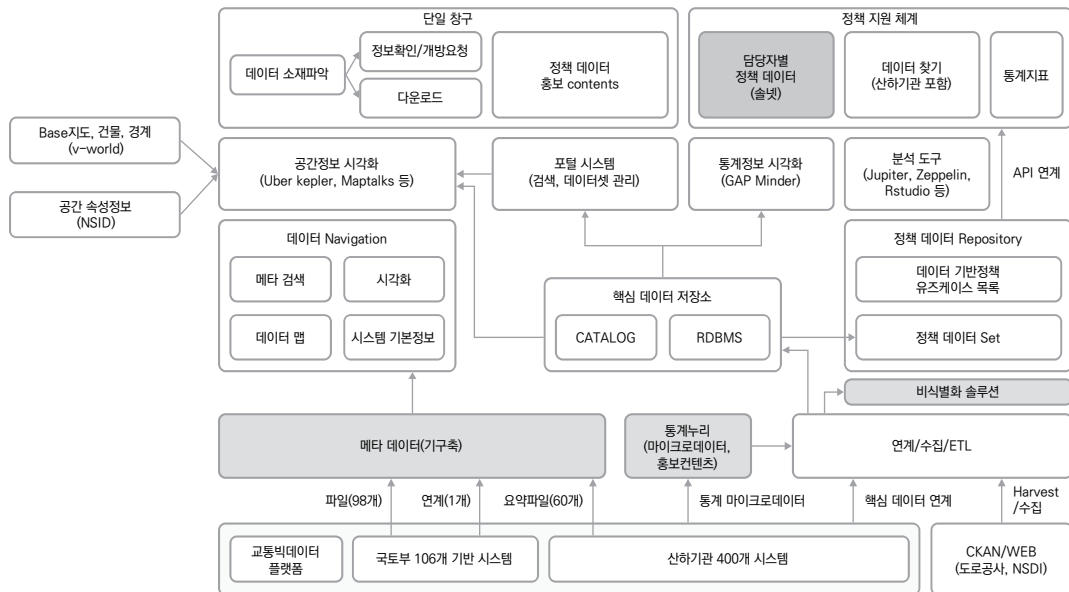 단일 창구
데이터 소재파악
정보확인/개방요청
다운로드
정책 데이터
홍보 contents
정책 지원 체계
담당자별
정책 데이터
(솔넷)
데이터 찾기
(산하기관 포함)
통계지표
Base지도, 건물, 경계
(v-world)
공간 속성정보
(NSID)
공간정보 시각화
(Uber kepler, Maptalks 등)
포털 시스템
(검색, 데이터셋 관리)
통계정보 시각화
(GAP Minder)
분석 도구
(Jupiter, Zeppelin,
Rstudio 등)
API 연계
데이터 Navigation
메타 검색
시각화
데이터 맵
시스템 기본정보
핵심 데이터 저장소
CATALOG
RDBMS
정책 데이터 Repository
데이터 기반정책
유즈케이스 목록
정책 데이터 Set
비식별화 솔루션
메타 데이터(기구축)
통계누리
(마이크로데이터,
홍보컨텐츠)
연계/수집/ETL
파일(98개)
연계(1개)
요약파일(60개)
통계 마이크로데이터
핵심 데이터 연계
Harvest
/수집
교통빅데이터
플랫폼
국토부 106개 기반 시스템
산하기관 400개 시스템
CKAN/WEB
(도로공사, NSDI)